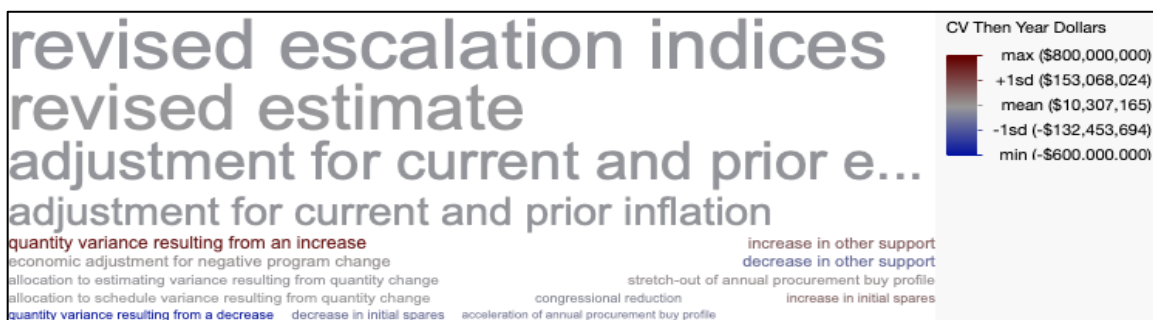 revised escalation indices
revised estimate
adjustment for current and prior e...
adjustment for current and prior inflation
quantity variance resulting from an increase increase in other support
economic adjustment for negative program change decrease in other support
allocation to estimating variance resulting from quantity change stretch-out of annual procurement buy profile
allocation to schedule variance resulting from quantity change congressional reduction increase in initial spares
quantity variance resulting from a decrease decrease in initial spares acceleration of annual procurement buy profile
CV Then Year Dollars
max ($800,000,000)
+1sd ($153,068,024)
mean ($10,307,165)
-1sd (-$132,453,694)
min (-$600,000,000)